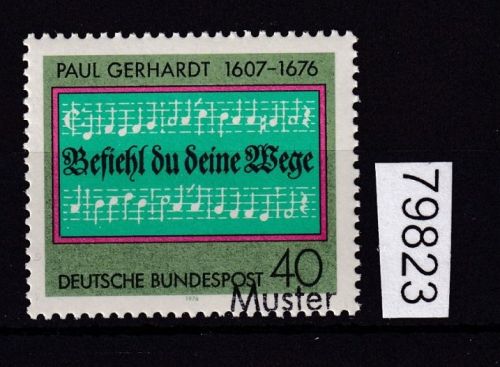 PAUL GERHARDT 1607-1676
Befiehl du deine Wege
DEUTSCHE BUNDESPOST 40
1976
Muster
79823